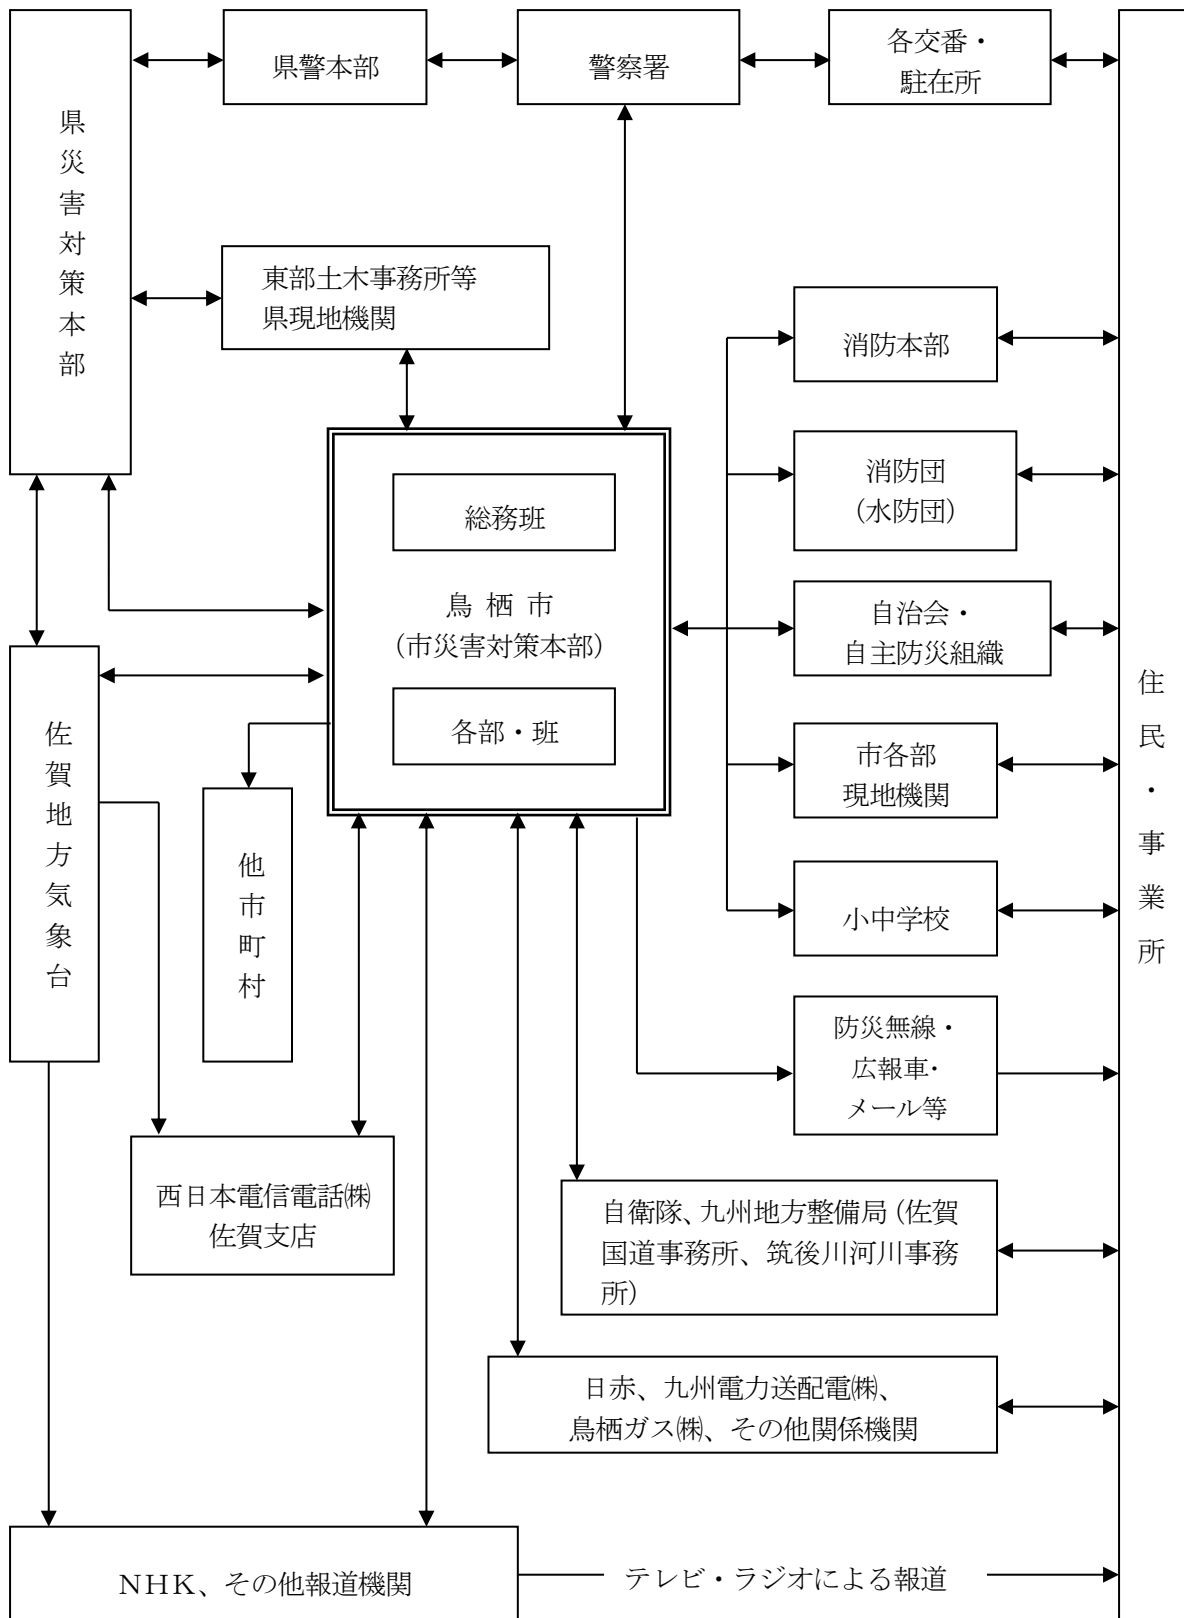 県災害対策本部
県警本部
警察署
各交番・
駐在所
東部土木事務所等
県現地機関
消防本部
消防団
(水防団)
総務班
鳥 栖 市
(市災害対策本部)
各部・班
自治会・
自主防災組織
市各部
現地機関
小中学校
防災無線・
広報車・
メール等
住民・事業所
佐賀地方気象台
他市町村
西日本電信電話㈱
佐賀支店
自衛隊、九州地方整備局(佐賀
国道事務所、筑後川河川事務
所)
日赤、九州電力送配電㈱、
鳥栖ガス㈱、その他関係機関
NHK、その他報道機関
テレビ・ラジオによる報道